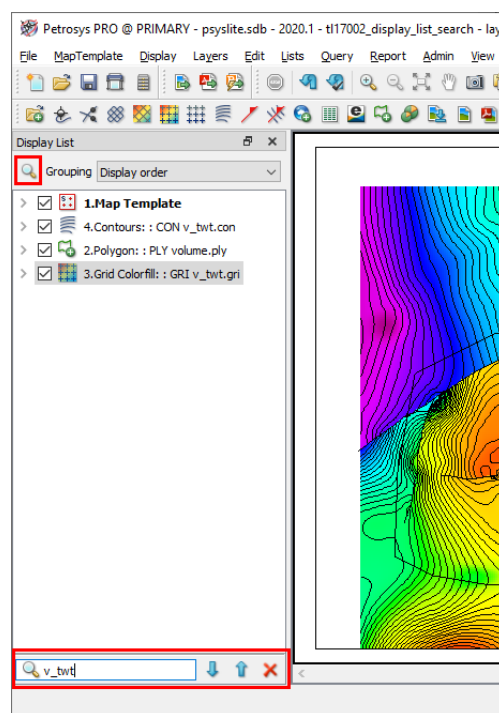 Petrosys PRO @ PRIMARY - psyslite.sdb - 2020.1 - tl17002_display_list_search - lay
File MapTemplate Display Layers Edit Lists Query Report Admin View
Display List
Grouping Display order
1.Map Template
4.Contours: : CON v_twt.con
2.Polygon: : PLY volume.ply
3.Grid Colorfill: : GRI v_twt.gri
v_twt